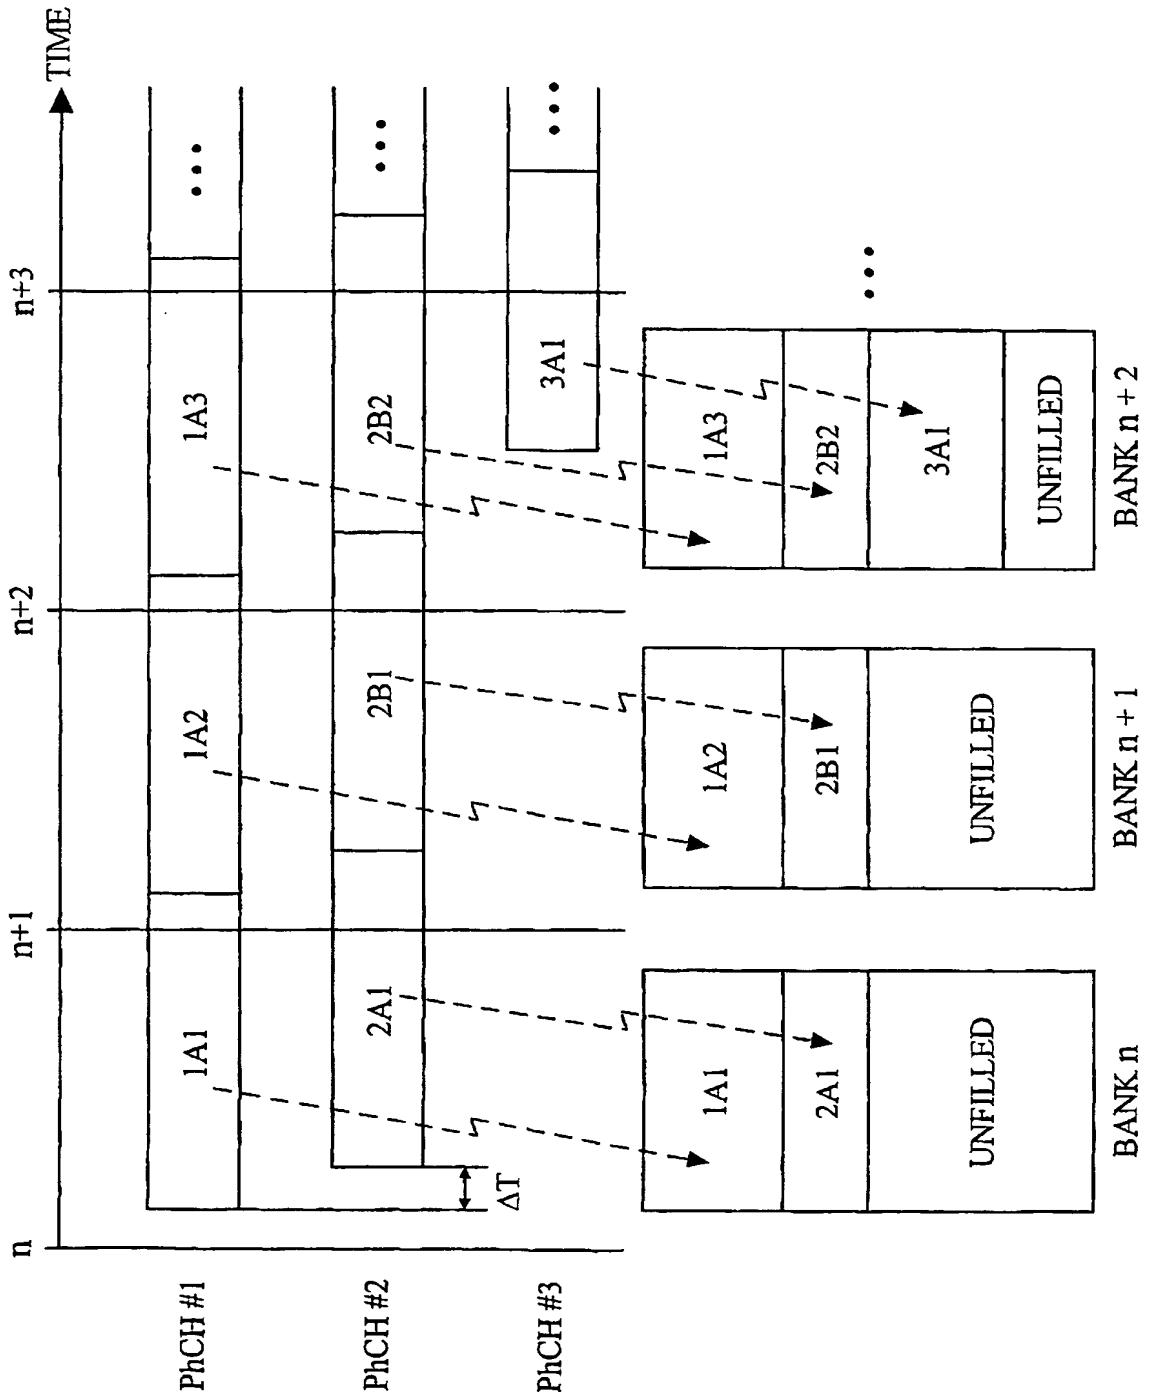 n n+1 n+2 n+3 TIME
PhCH #1 1A1 1A2 1A3 •••
PhCH #2 2A1 2B1 2B2 •••
ΔT
PhCH #3 3A1 •••
1A1 1A2 1A3
2A1 2B1 2B2 •••
UNFILLED UNFILLED 3A1
UNFILLED
BANK n BANK n + 1 BANK n + 2